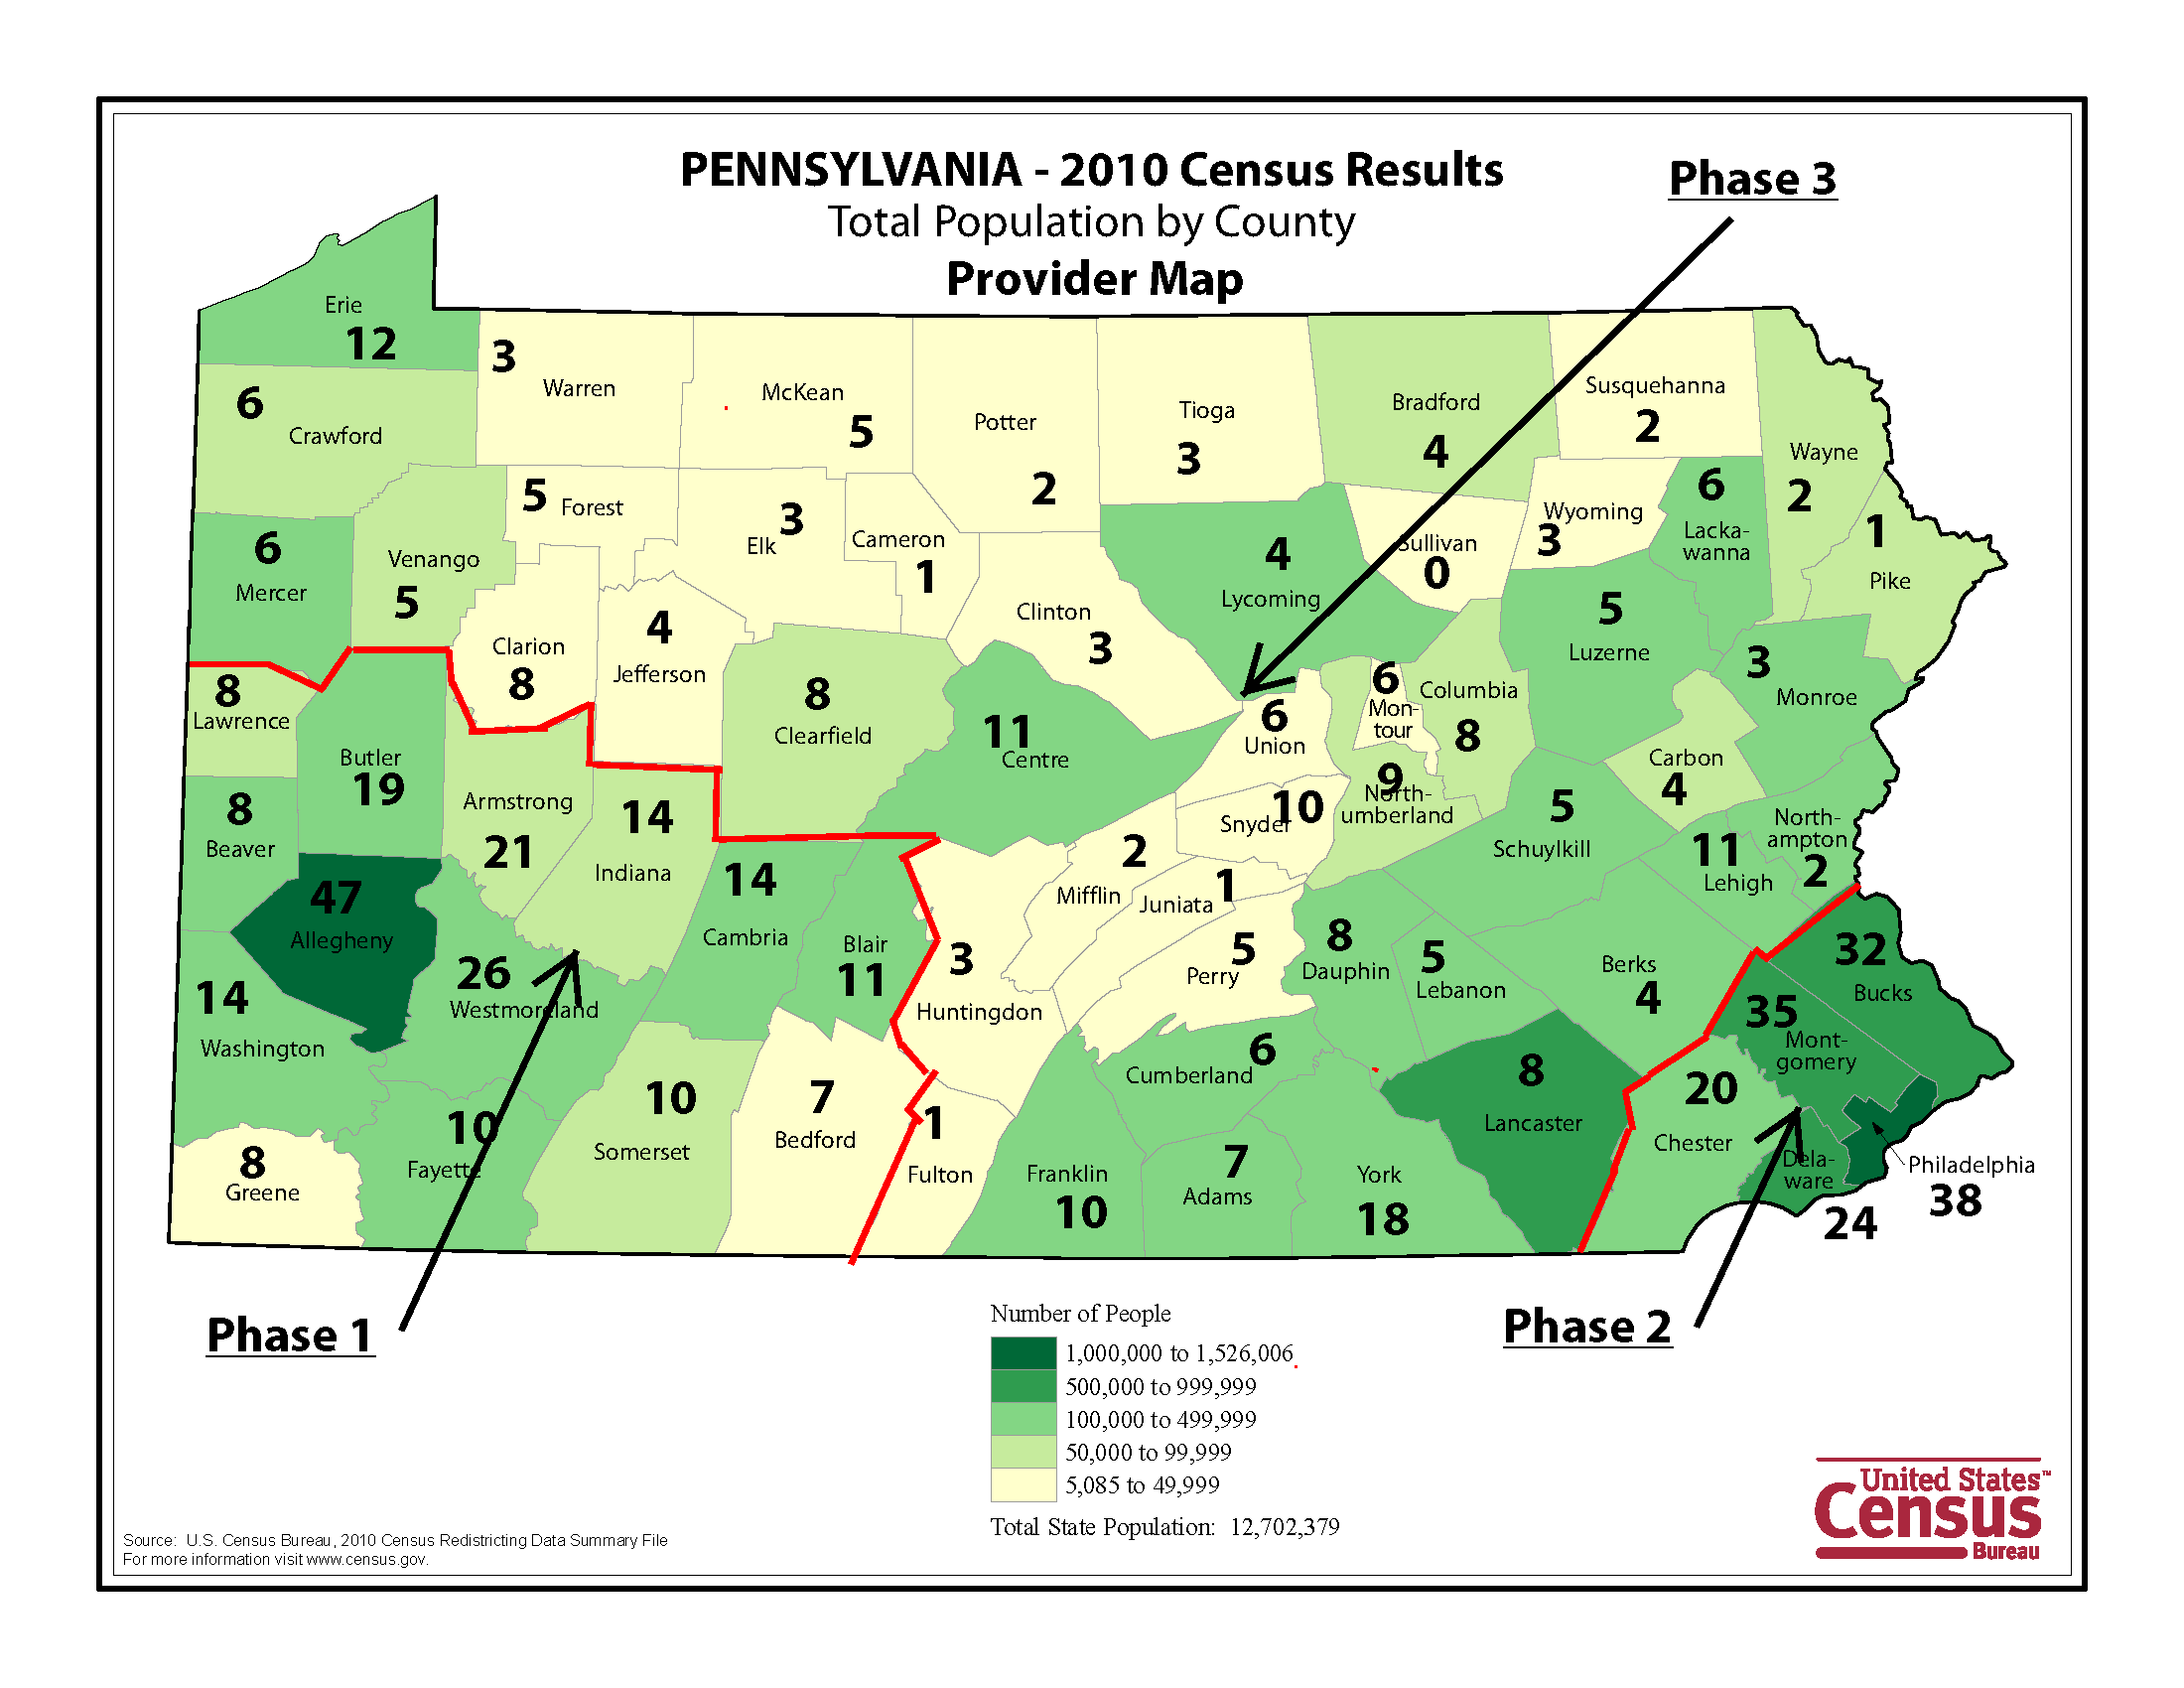 PENNSYLVANIA - 2010 Census Results
Total Population by County
Provider Map
Phase 3
Erie
12
3
Warren
McKean
5
Potter
2
Tioga
3
Bradford
4
Susquehanna
2
Wayne
2
6
Crawford
5
Forest
Elk
3
Cameron
1
Clinton
3
4
Lycoming
Sullivan
0
Wyoming
3
6
Lacka-
wanna
1
Pike
6
Mercer
Venango
5
Clarion
8
4
Jefferson
8
Clearfield
11
Centre
6
Union
6
Mon-
tour
Columbia
8
5
Luzerne
3
Monroe
8
Lawrence
Butler
19
Armstrong
21
14
Indiana
2
Mifflin
Snyder
10
9
North-
umberland
5
Schuylkill
Carbon
4
North-
ampton
2
11
Lehigh
8
Beaver
47
Allegheny
26
Westmoreland
14
Cambria
Blair
11
3
Huntingdon
1
Juniata
5
Perry
8
Dauphin
5
Lebanon
Berks
4
32
Bucks
35
Mont-
gomery
14
Washington
10
Fayette
8
Greene
10
Somerset
7
Bedford
1
Fulton
Franklin
10
6
Cumberland
7
Adams
York
18
8
Lancaster
20
Chester
Dela-
ware
24
Philadelphia
38
Phase 1
Phase 2
Number of People
1,000,000 to 1,526,006
500,000 to 999,999
100,000 to 499,999
50,000 to 99,999
5,085 to 49,999
Total State Population: 12,702,379
Source: U.S. Census Bureau, 2010 Census Redistricting Data Summary File
For more information visit www.census.gov.
United States™
Census
Bureau